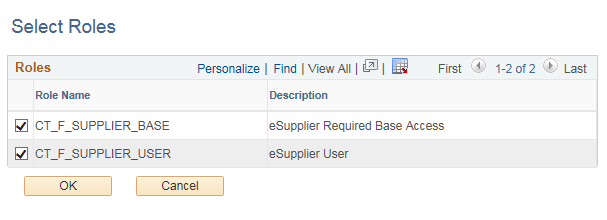 Select Roles
Roles Personalize | Find | View All | | First 1-2 of 2 Last
Role Name Description
CT_F_SUPPLIER_BASE eSupplier Required Base Access
CT_F_SUPPLIER_USER eSupplier User
OK Cancel